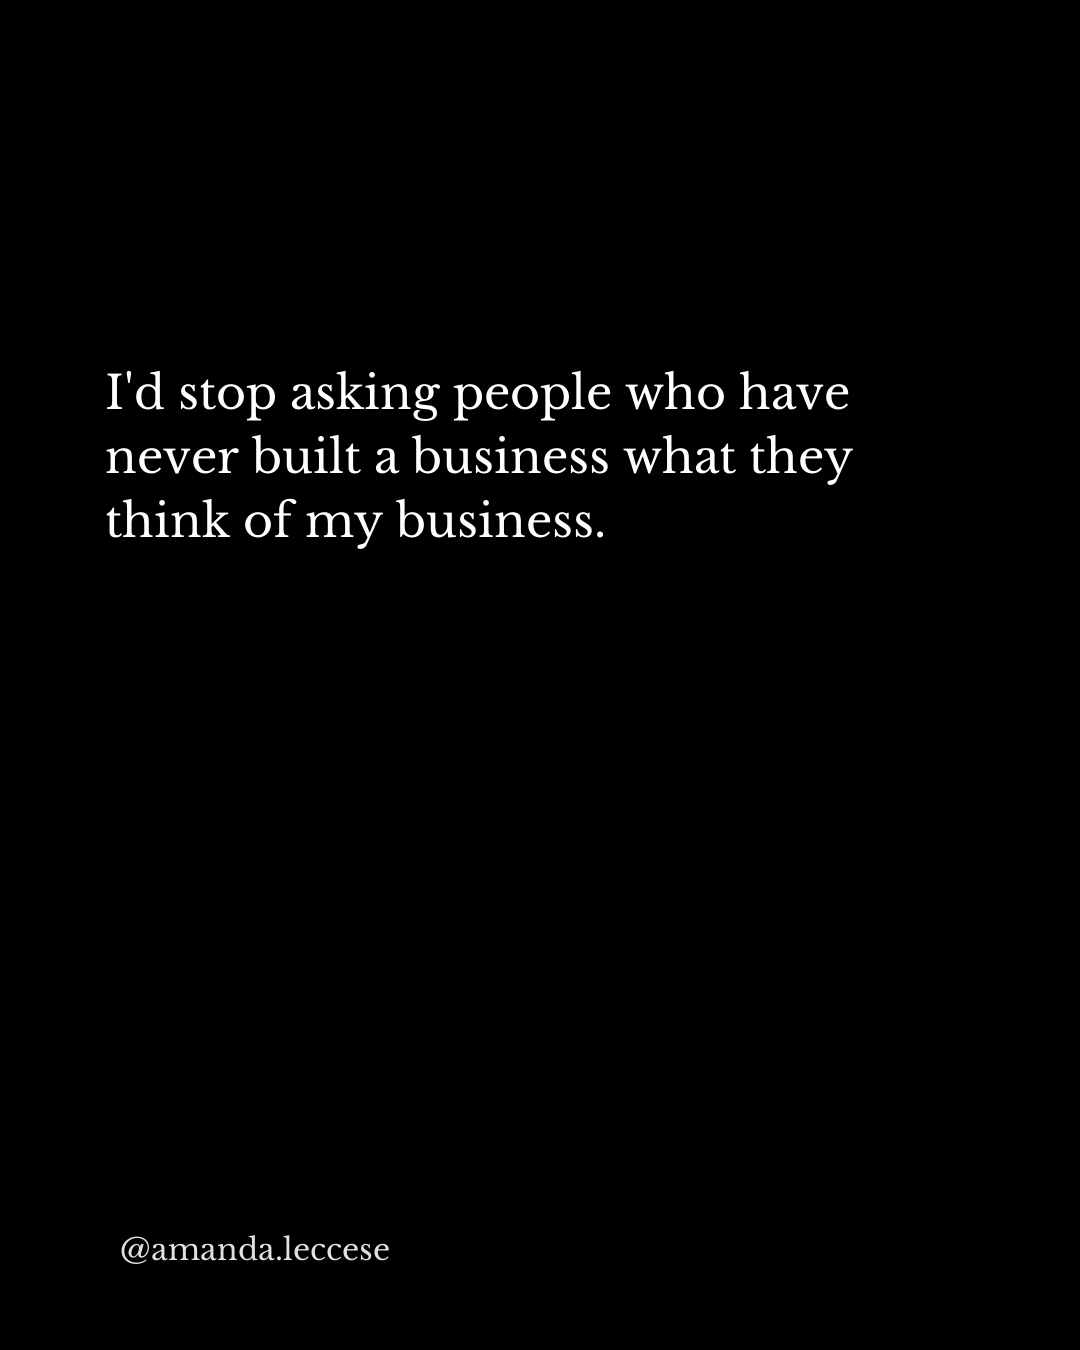 I'd stop asking people who have
never built a business what they
think of my business.
@amanda.leccese